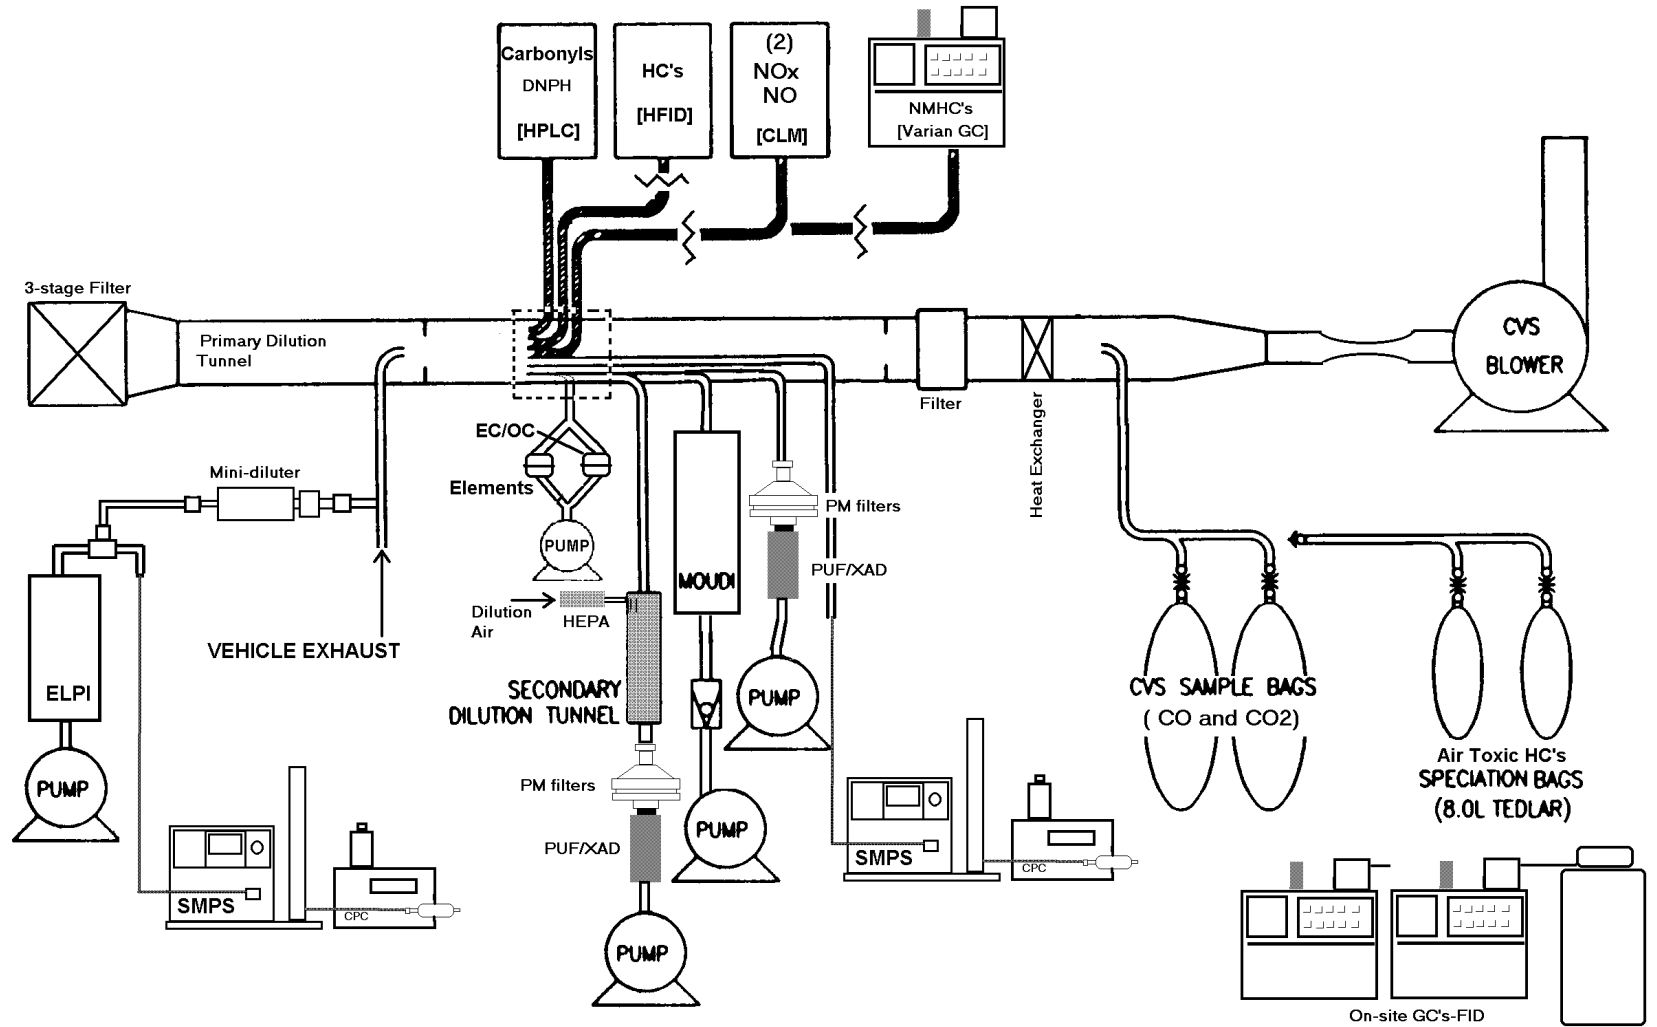 Carbonyls
DNPH
[HPLC]
HC's
[HFID]
(2)
NOx
NO
[CLM]
NMHC's
[Varian GC]
3-stage Filter
Primary Dilution
Tunnel
CVS
BLOWER
Filter
Heat Exchanger
EC/OC
Elements
PUMP
Mini-diluter
ELPI
PUMP
VEHICLE EXHAUST
Dilution
Air
HEPA
SECONDARY
DILUTION TUNNEL
MOUDI
PM filters
PUF/XAD
PUMP
PM filters
PUF/XAD
PUMP
PUMP
SMPS
CPC
SMPS
CPC
CVS SAMPLE BAGS
( CO and CO2)
Air Toxic HC's
SPECIATION BAGS
(8.0L TEDLAR)
On-site GC's-FID